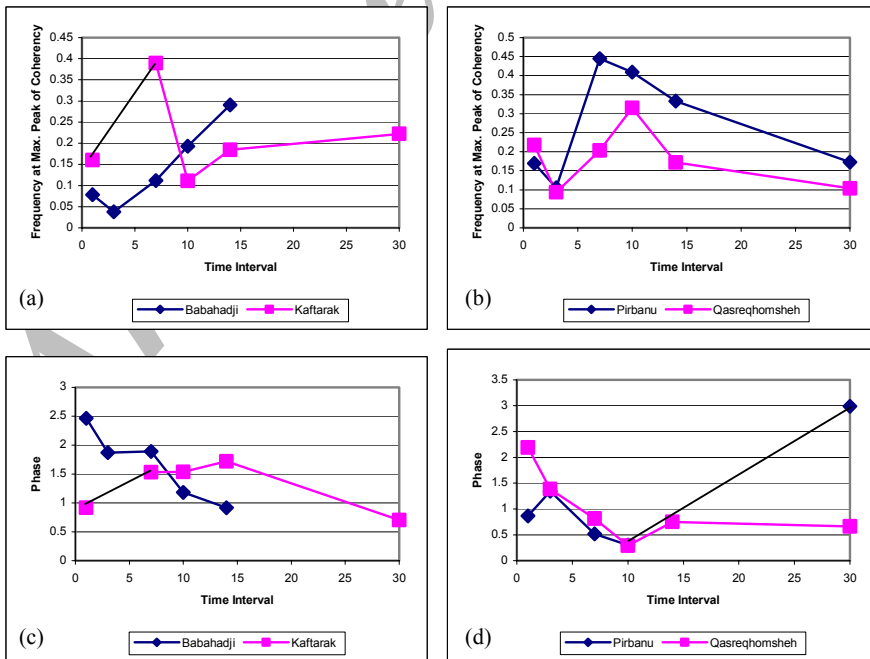 Frequency at Max. Peak of Coherency
0.45
0.4
0.35
0.3
0.25
0.2
0.15
0.1
0.05
0
0 5 10 15 20 25 30
Time Interval
(a)
Babahadji Kaftarak
Frequency at Max. Peak of Coherency
0.5
0.45
0.4
0.35
0.3
0.25
0.2
0.15
0.1
0.05
0
0 5 10 15 20 25 30
Time Interval
(b)
Pirbanu Qasreqhomsheh
Phase
3
2.5
2
1.5
1
0.5
0
0 5 10 15 20 25 30
Time Interval
(c)
Babahadji Kaftarak
Phase
3.5
3
2.5
2
1.5
1
0.5
0
0 5 10 15 20 25 30
Time Interval
(d)
Pirbanu Qasreqhomsheh